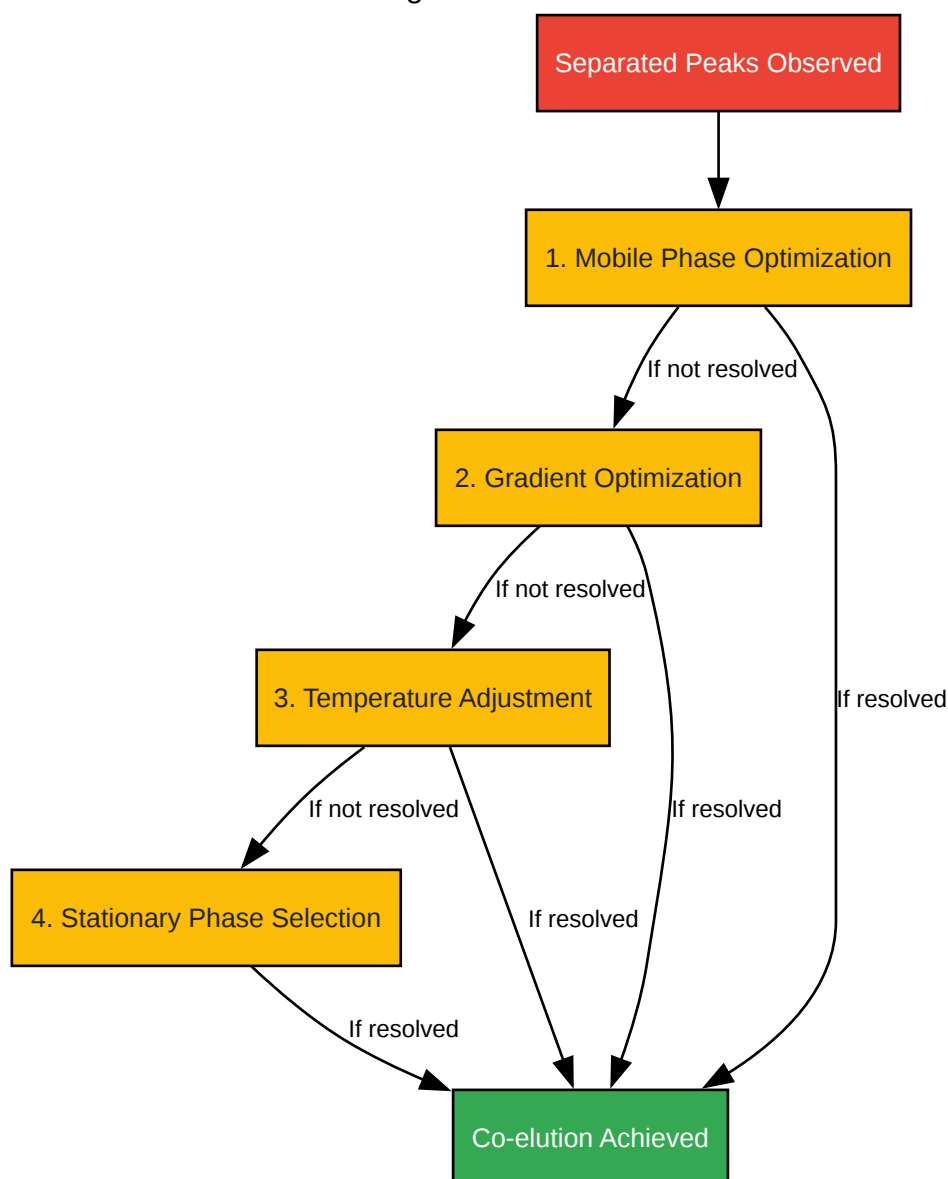 Separated Peaks Observed
1. Mobile Phase Optimization
If not resolved
2. Gradient Optimization
If not resolved
3. Temperature Adjustment
If resolved
If not resolved
If resolved
4. Stationary Phase Selection
If resolved
If resolved
Co-elution Achieved